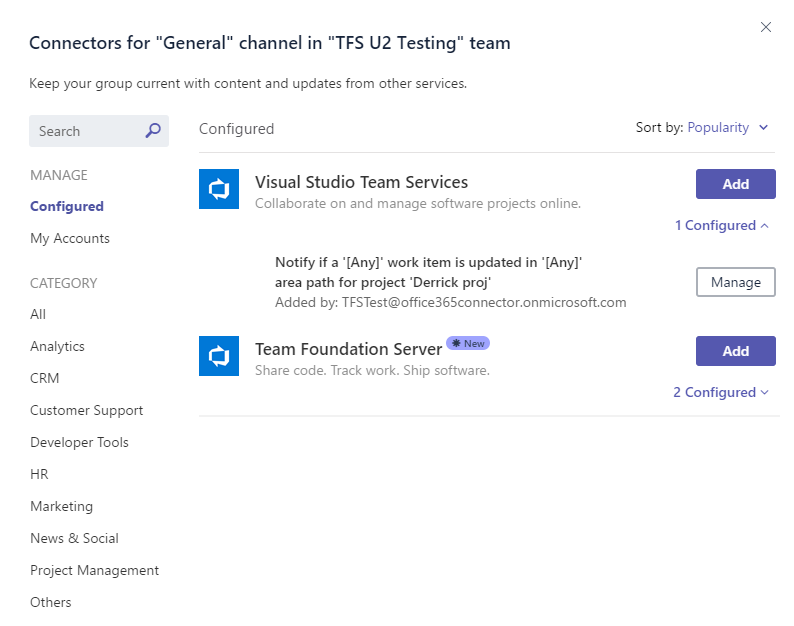 Connectors for "General" channel in "TFS U2 Testing" team
Keep your group current with content and updates from other services.
Search
MANAGE
Configured
My Accounts
CATEGORY
All
Analytics
CRM
Customer Support
Developer Tools
HR
Marketing
News & Social
Project Management
Others
Configured
Sort by: Popularity
Visual Studio Team Services
Collaborate on and manage software projects online.
Add
1 Configured
Notify if a '[Any]' work item is updated in '[Any]'
area path for project 'Derrick proj'
Added by: TFSTest@office365connector.onmicrosoft.com
Manage
Team Foundation Server New
Share code. Track work. Ship software.
Add
2 Configured